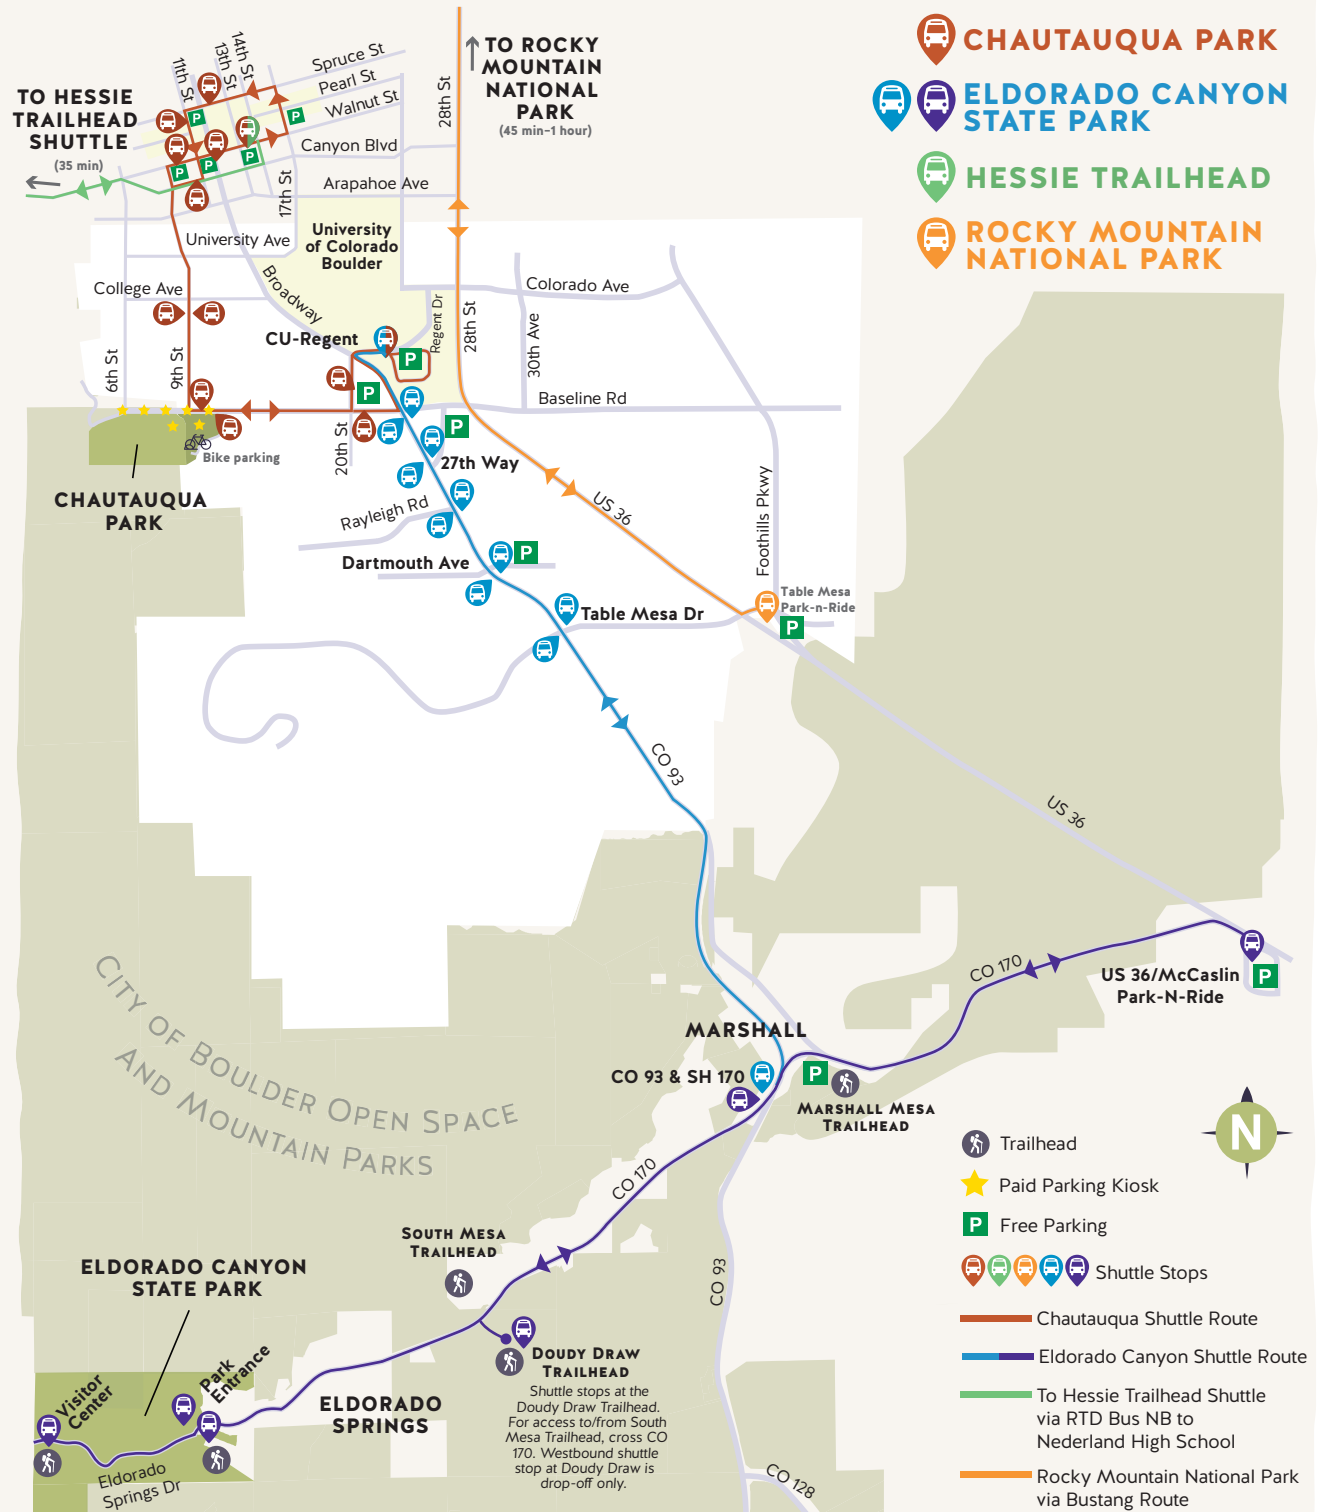 CHAUTAUQUA PARK
ELDORADO CANYON
STATE PARK
HESSIE TRAILHEAD
ROCKY MOUNTAIN
NATIONAL PARK
TO ROCKY
MOUNTAIN
NATIONAL
PARK
(45 min–1 hour)
TO HESSIE
TRAILHEAD
SHUTTLE
(35 min)
11th St
13th St
14th St
Spruce St
Pearl St
Walnut St
Canyon Blvd
Arapahoe Ave
17th St
28th St
P
P
P
P
P
University Ave
University
of Colorado
Boulder
College Ave
Broadway
Colorado Ave
Regent Dr
28th St
30th Ave
CU-Regent
P
P
6th St
9th St
20th St
Baseline Rd
P
27th Way
Bike parking
CHAUTAUQUA
PARK
Rayleigh Rd
US 36
Foothills Pkwy
Dartmouth Ave
P
Table Mesa
Park-n-Ride
P
Table Mesa Dr
CO 93
US 36
CO 170
US 36/McCaslin
Park-N-Ride
P
CITY OF BOULDER OPEN SPACE
AND MOUNTAIN PARKS
MARSHALL
CO 93 & SH 170
P
MARSHALL MESA
TRAILHEAD
CO 170
CO 93
SOUTH MESA
TRAILHEAD
ELDORADO CANYON
STATE PARK
DOUDY DRAW
TRAILHEAD
Shuttle stops at the
Doudy Draw Trailhead.
For access to/from South
Mesa Trailhead, cross CO
170. Westbound shuttle
stop at Doudy Draw is
drop-off only.
Park
Entrance
Visitor
Center
ELDORADO
SPRINGS
Eldorado
Springs Dr
CO 128
N
Trailhead
Paid Parking Kiosk
P Free Parking
Shuttle Stops
Chautauqua Shuttle Route
Eldorado Canyon Shuttle Route
To Hessie Trailhead Shuttle
via RTD Bus NB to
Nederland High School
Rocky Mountain National Park
via Bustang Route